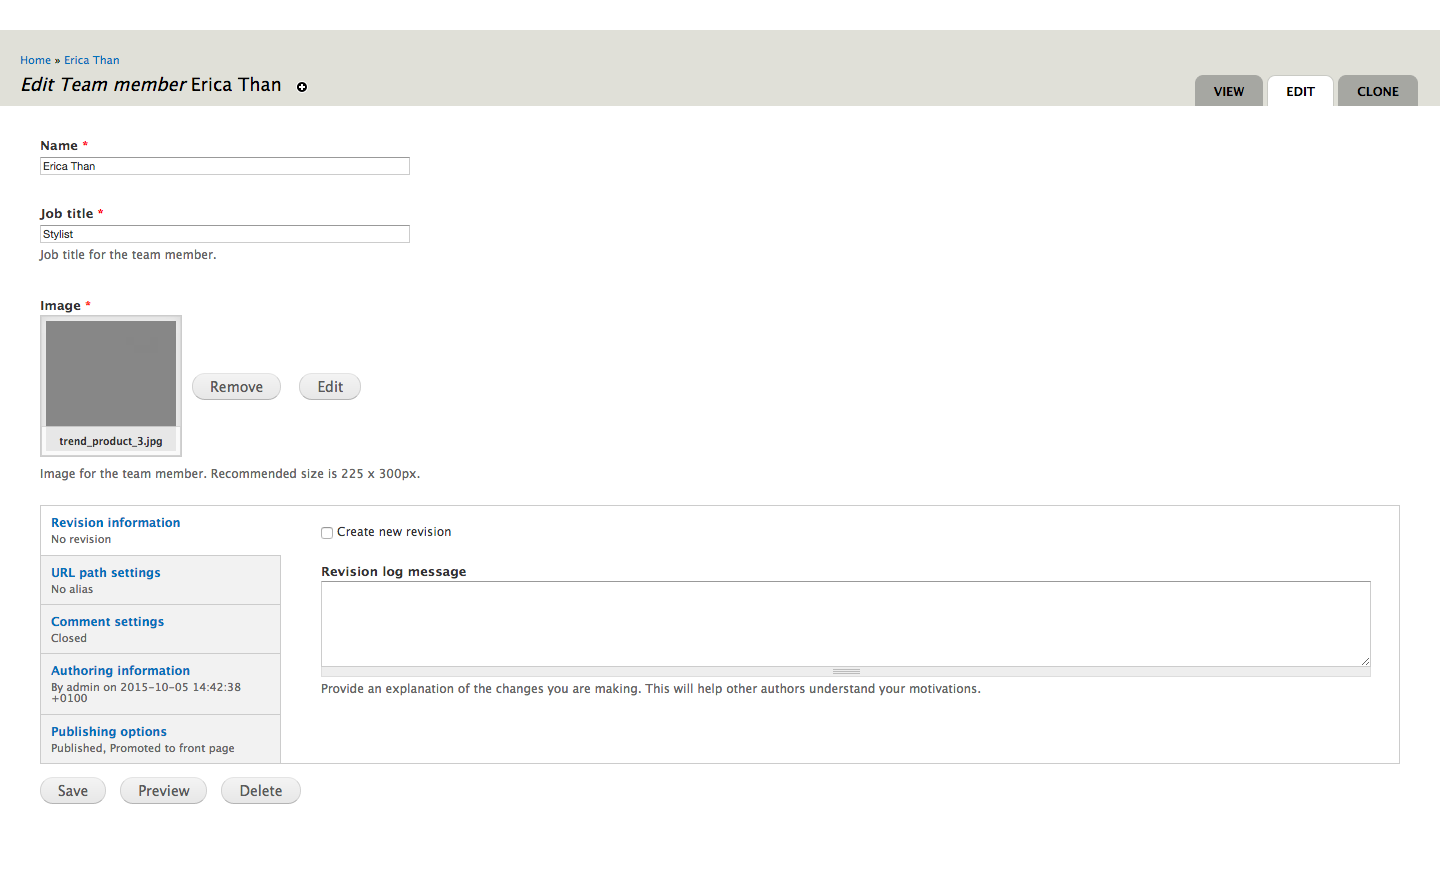 Home » Erica Than
Edit Team member Erica Than
VIEW
EDIT
CLONE
Name *
Erica Than
Job title *
Stylist
Job title for the team member.
Image *
trend_product_3.jpg
Remove
Edit
Image for the team member. Recommended size is 225 x 300px.
Revision information
No revision
URL path settings
No alias
Comment settings
Closed
Authoring information
By admin on 2015-10-05 14:42:38
+0100
Publishing options
Published, Promoted to front page
Create new revision
Revision log message
Provide an explanation of the changes you are making. This will help other authors understand your motivations.
Save
Preview
Delete